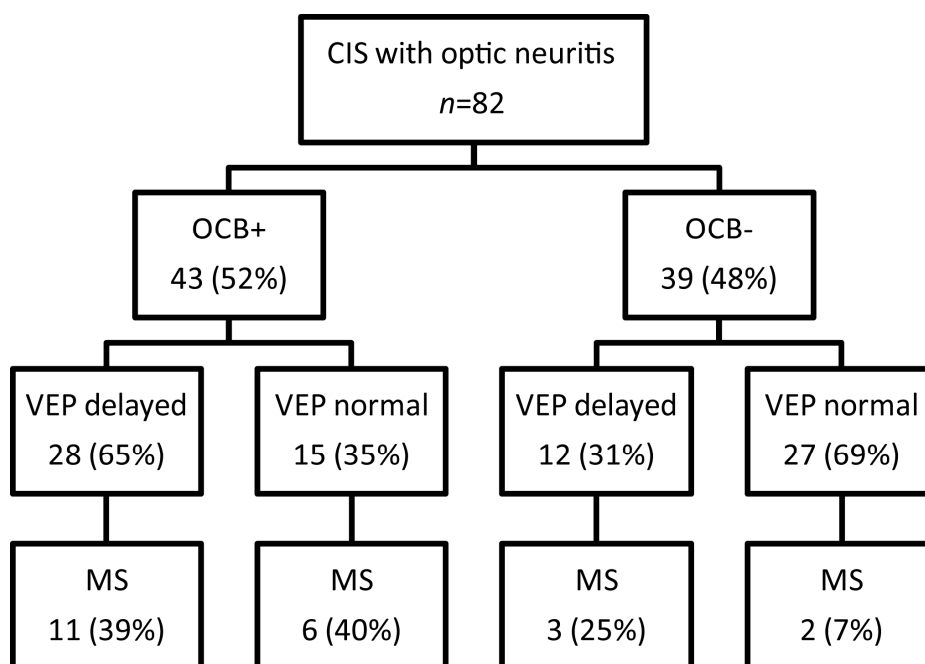 CIS with optic neuritis
n=82
OCB+
43 (52%)
OCB-
39 (48%)
VEP delayed
28 (65%)
VEP normal
15 (35%)
VEP delayed
12 (31%)
VEP normal
27 (69%)
MS
11 (39%)
MS
6 (40%)
MS
3 (25%)
MS
2 (7%)